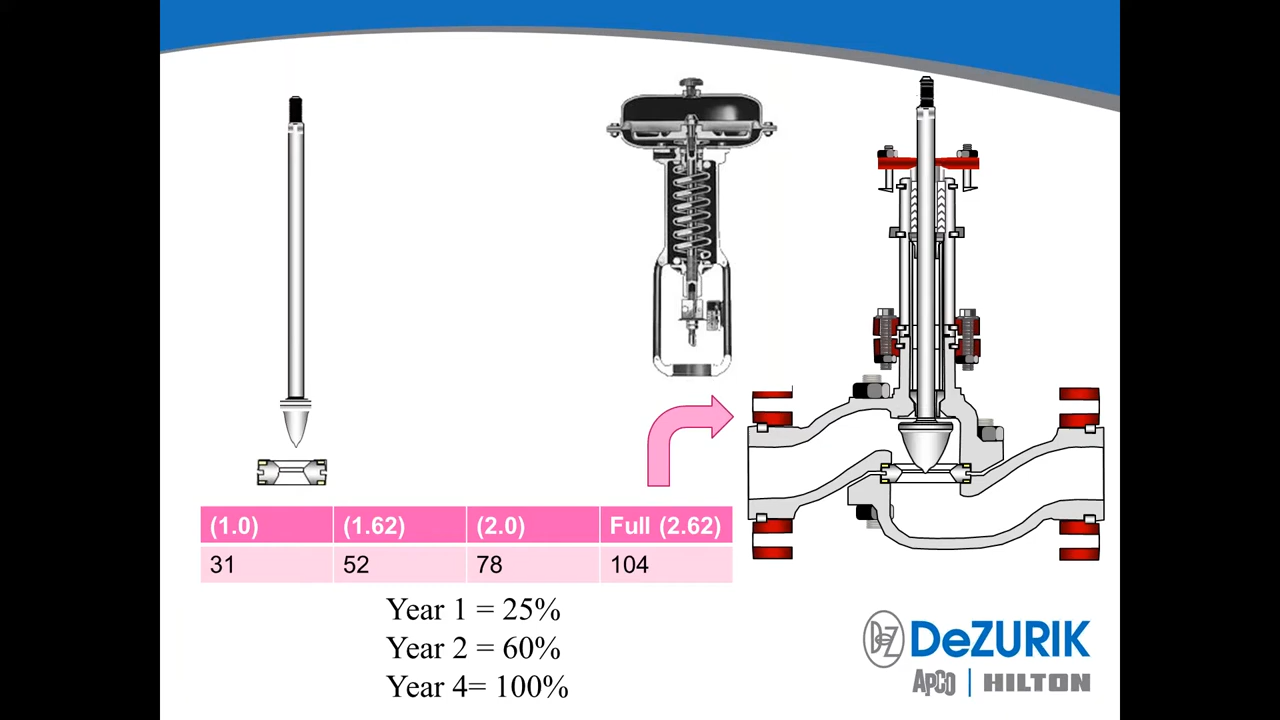 (1.0) (1.62) (2.0) Full (2.62)
31 52 78 104
Year 1 = 25%
Year 2 = 60%
Year 4= 100%
DeZ DeZURIK
APCO | HILTON